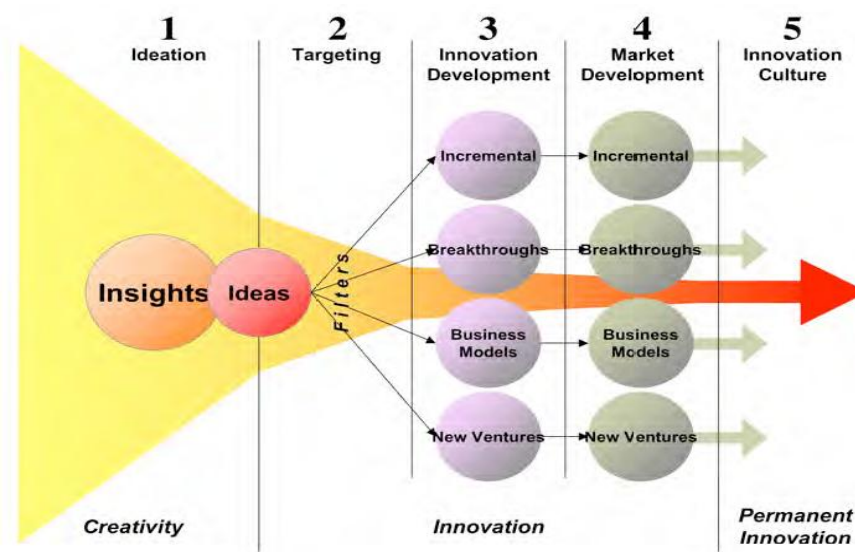 1
Ideation
2
Targeting
3
Innovation
Development
4
Market
Development
5
Innovation
Culture
Insights
Ideas
Filters
Incremental
Breakthroughs
Business
Models
New Ventures
Incremental
Breakthroughs
Business
Models
New Ventures
Creativity
Innovation
Permanent
Innovation